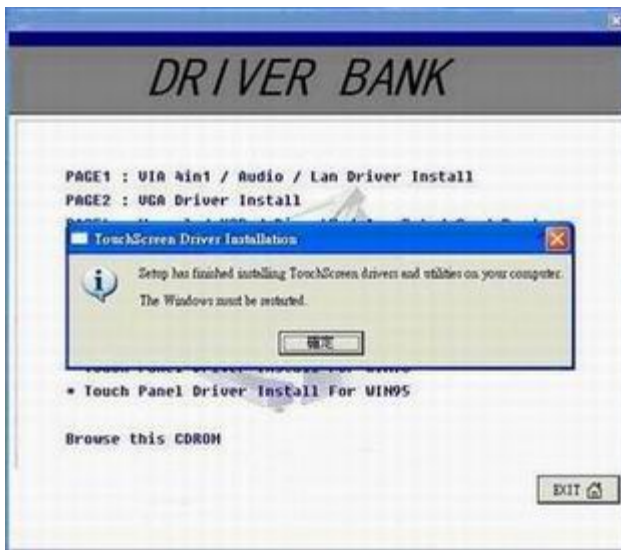 DRIVER BANK
PAGE1 : VIA 4in1 / Audio / Lan Driver Install
PAGE2 : VGA Driver Install
TouchScreen Driver Installation
Setup has finished installing TouchScreen drivers and utilities on your computer.
The Windows must be restarted.
確定
* Touch Panel Driver Install For WIN95
Browse this CDROM
EXIT